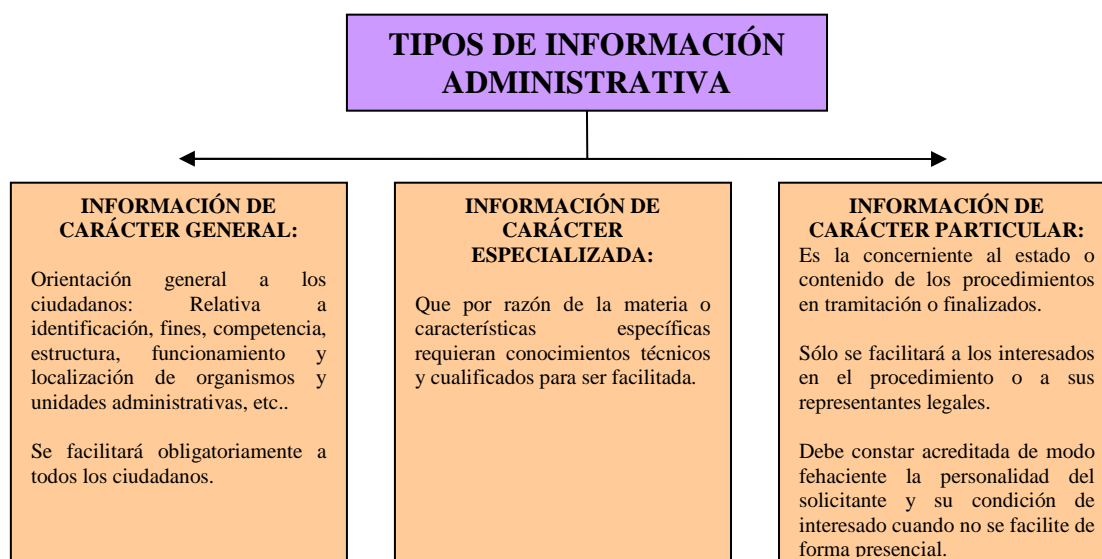 TIPOS DE INFORMACIÓN
ADMINISTRATIVA
INFORMACIÓN DE
CARÁCTER GENERAL:
Orientación general a los
ciudadanos: Relativa a
identificación, fines, competencia,
estructura, funcionamiento y
localización de organismos y
unidades administrativas, etc..
Se facilitará obligatoriamente a
todos los ciudadanos.
INFORMACIÓN DE
CARÁCTER
ESPECIALIZADA:
Que por razón de la materia o
características específicas
requieran conocimientos técnicos
y cualificados para ser facilitada.
INFORMACIÓN DE
CARÁCTER PARTICULAR:
Es la concerniente al estado o
contenido de los procedimientos
en tramitación o finalizados.
Sólo se facilitará a los interesados
en el procedimiento o a sus
representantes legales.
Debe constar acreditada de modo
fehaciente la personalidad del
solicitante y su condición de
interesado cuando no se facilite de
forma presencial.